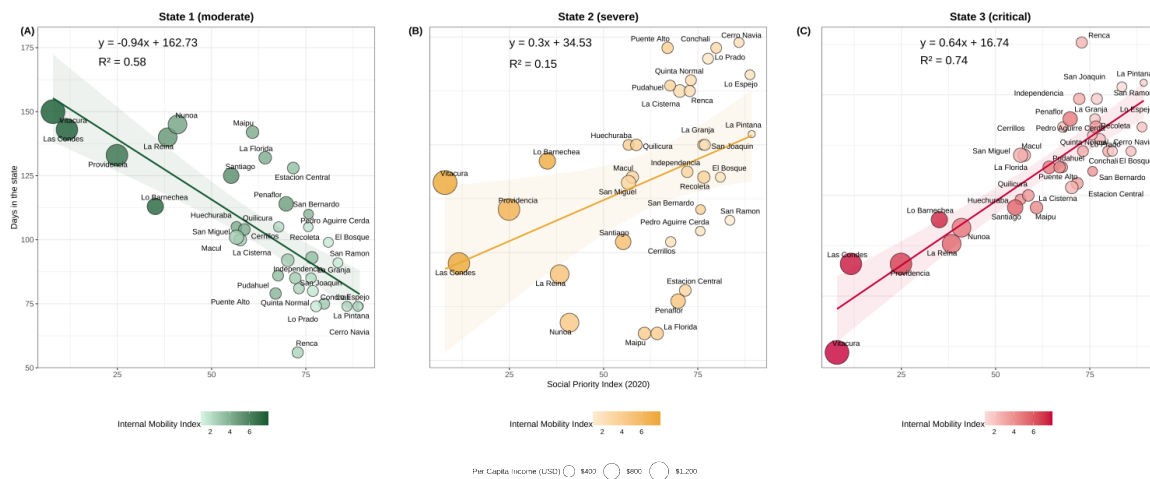 State 1 (moderate)
State 2 (severe)
State 3 (critical)
(A)
y = -0.94x + 162.73
R² = 0.58
Days in the state
175
150
125
100
75
50
Vitacura
Las Condes
Providencia
Nunoa
La Reina
Maipu
La Florida
Santiago
Estacion Central
Lo Barnechea
Penaflor
San Bernardo
Huechuraba
Quilicura
Pedro Aguirre Cerda
San Miguel
Cerrillos
Recoleta
El Bosque
Macul
La Cisterna
San Ramon
Independencia
La Granja
Pudahuel
San Joaquin
Puente Alto
Quinta Normal
Conchali
Lo Espejo
Lo Prado
La Pintana
Cerro Navia
Renca
25
50
75
(B)
y = 0.3x + 34.53
R² = 0.15
Puente Alto
Conchali
Cerro Navia
Lo Prado
Quinta Normal
Lo Espejo
Pudahuel
La Cisterna
Renca
La Pintana
Huechuraba
La Granja
Quilicura
San Joaquin
Lo Barnechea
Independencia
Macul
El Bosque
Vitacura
San Miguel
Recoleta
Providencia
San Bernardo
San Ramon
Pedro Aguirre Cerda
Santiago
Cerrillos
Las Condes
La Reina
Estacion Central
Penaflor
Nunoa
La Florida
Maipu
25
50
75
Social Priority Index (2020)
(C)
y = 0.64x + 16.74
R² = 0.74
Renca
San Joaquin
La Pintana
Independencia
San Ramon
Penaflor
La Granja
Lo Espejo
Cerrillos
Pedro Aguirre Cerda
Recoleta
Macul
Quinta Normal
Lo Prado
Cerro Navia
San Miguel
Pudahuel
Conchali
El Bosque
Puente Alto
San Bernardo
Quilicura
Estacion Central
Huechuraba
La Cisterna
Lo Barnechea
Santiago
Maipu
Nunoa
La Reina
Las Condes
Providencia
Vitacura
25
50
75
Internal Mobility Index
2 4 6
Internal Mobility Index
2 4 6
Internal Mobility Index
2 4 6
Per Capita Income (USD) $400 $800 $1,200